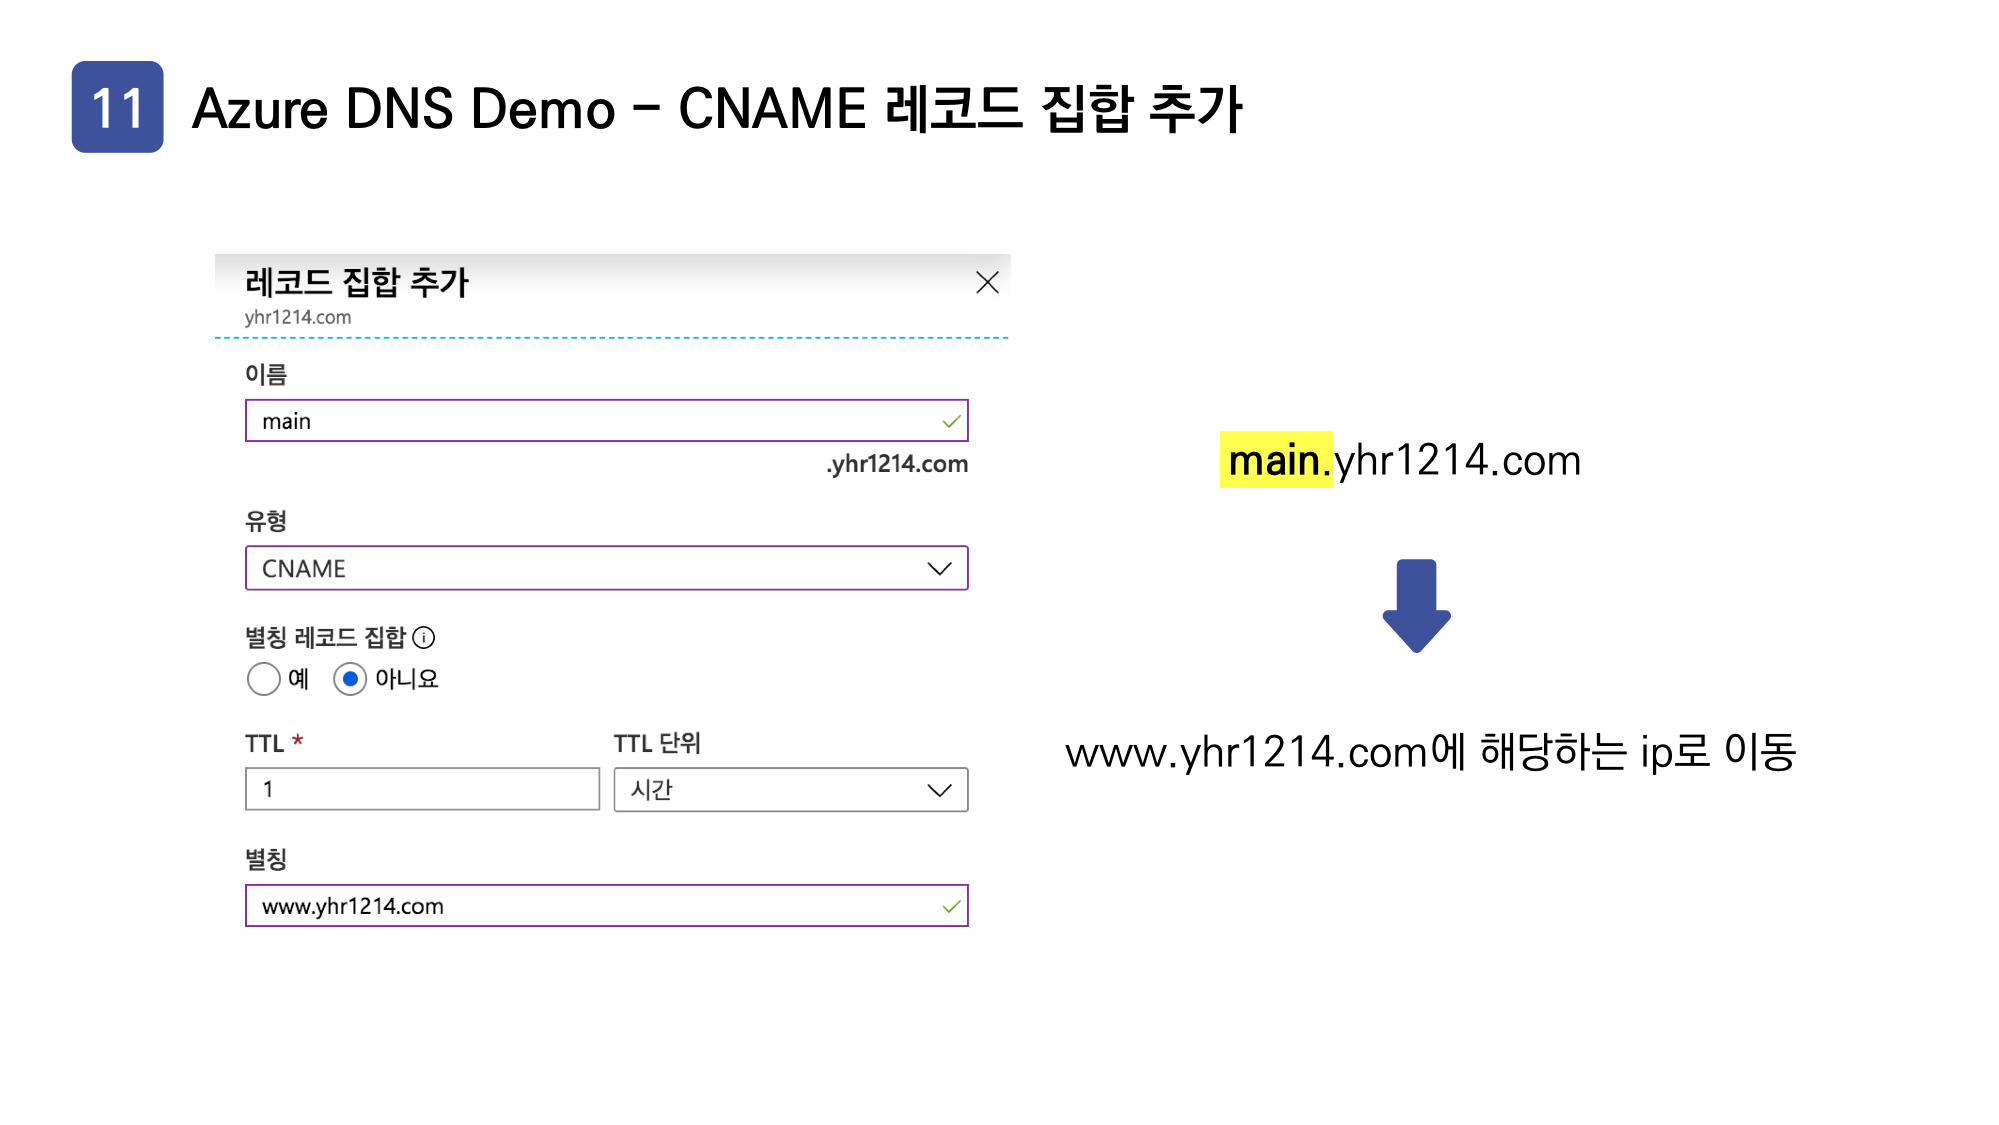 11
Azure DNS Demo - CNAME 레코드 집합 추가
레코드 집합 추가
yhr1214.com
이름
main
.yhr1214.com
유형
CNAME
별칭 레코드 집합
예 아니요
TTL * TTL 단위
1 시간
별칭
www.yhr1214.com
main.yhr1214.com
www.yhr1214.com에 해당하는 ip로 이동